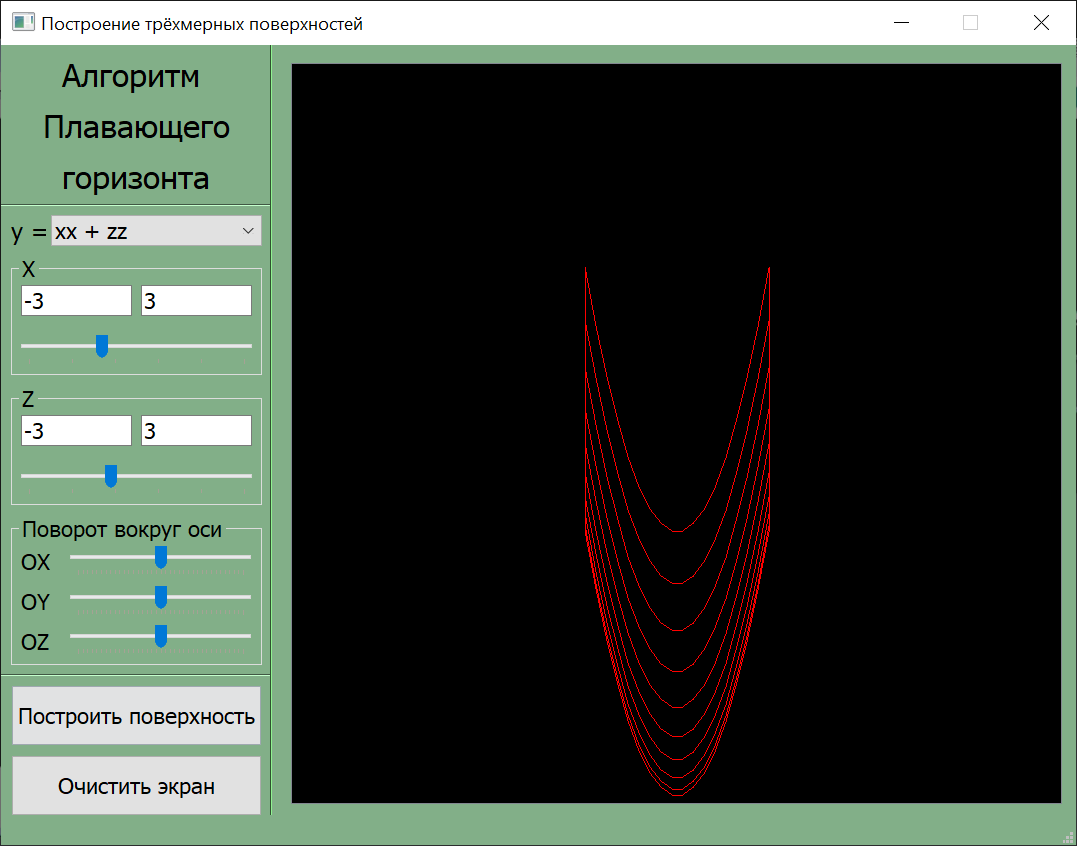 Построение трёхмерных поверхностей
Алгоритм
Плавающего
горизонта
y = xx + zz
X
-3 3
Z
-3 3
Поворот вокруг оси
OX
OY
OZ
Построить поверхность
Очистить экран